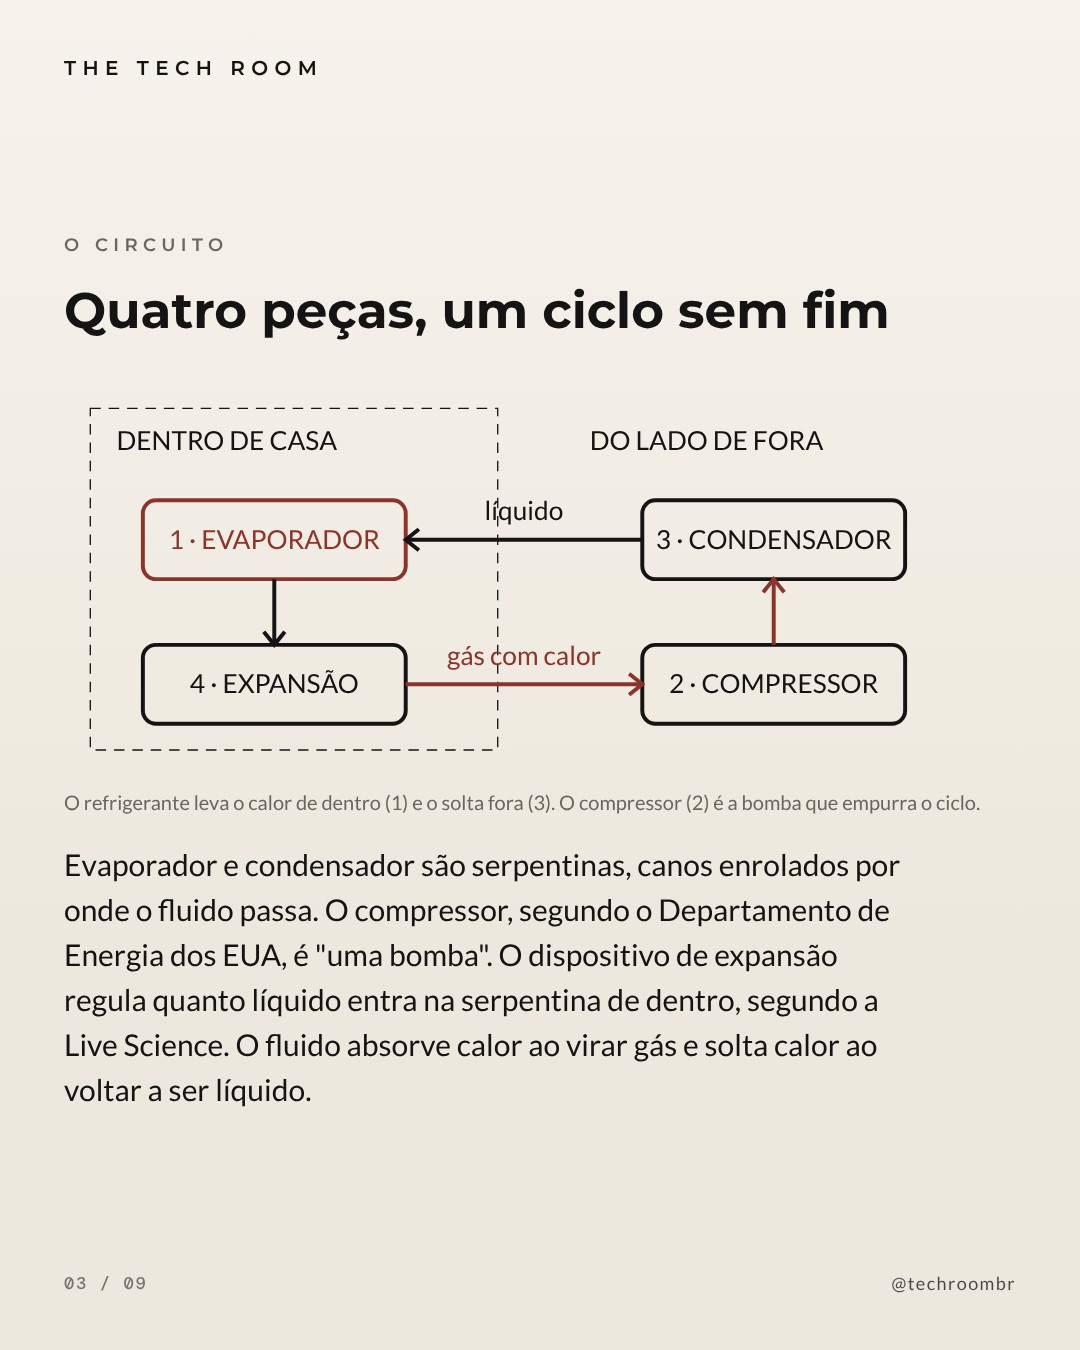 THE TECH ROOM
O CIRCUITO
Quatro peças, um ciclo sem fim
DENTRO DE CASA
DO LADO DE FORA
líquido
1 · EVAPORADOR
3 · CONDENSADOR
gás com calor
4 · EXPANSÃO
2 · COMPRESSOR
O refrigerante leva o calor de dentro (1) e o solta fora (3). O compressor (2) é a bomba que empurra o ciclo.
Evaporador e condensador são serpentinas, canos enrolados por
onde o fluido passa. O compressor, segundo o Departamento de
Energia dos EUA, é "uma bomba". O dispositivo de expansão
regula quanto líquido entra na serpentina de dentro, segundo a
Live Science. O fluido absorve calor ao virar gás e solta calor ao
voltar a ser líquido.
03 / 09
@techroombr